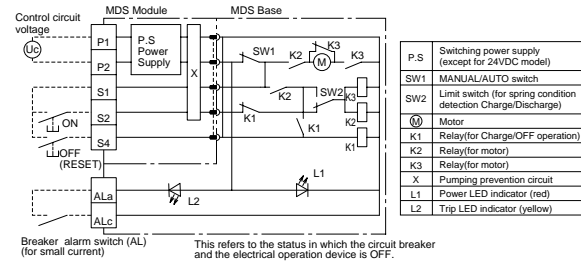 Control circuit
voltage
MDS Module
MDS Base
Uc
P1
P.S
Power
Supply
P2
X
S1
S2
S4
ON
OFF
(RESET)
SW1
K2
K3
M
K3
K2
SW2
K3
K2
K1
K1
K1
L1
L2
ALa
ALc
Breaker alarm switch (AL)
(for small current)
This refers to the status in which the circuit breaker
and the electrical operation device is OFF.
P.S Switching power supply
(except for 24VDC model)
SW1 MANUAL/AUTO switch
SW2 Limit switch (for spring condition
detection Charge/Discharge)
M Motor
K1 Relay(for Charge/OFF operation)
K2 Relay(for motor)
K3 Relay(for motor)
X Pumping prevention circuit
L1 Power LED indicator (red)
L2 Trip LED indicator (yellow)